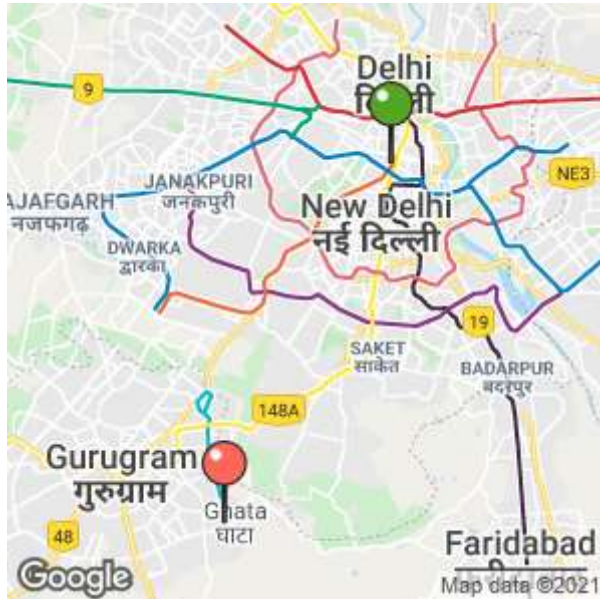 Delhi
9
NE3
JANAKPURI
जनकपुरी
AJAFGARH
नजफगढ़
New Delhi
नई दिल्ली
DWARKA
द्वारका
19
SAKET
साकेत
BADARPUR
बदरपुर
148A
Gurugram
गुरुग्राम
Ghata
घाटा
48
Faridabad
Google
Map data ©2021